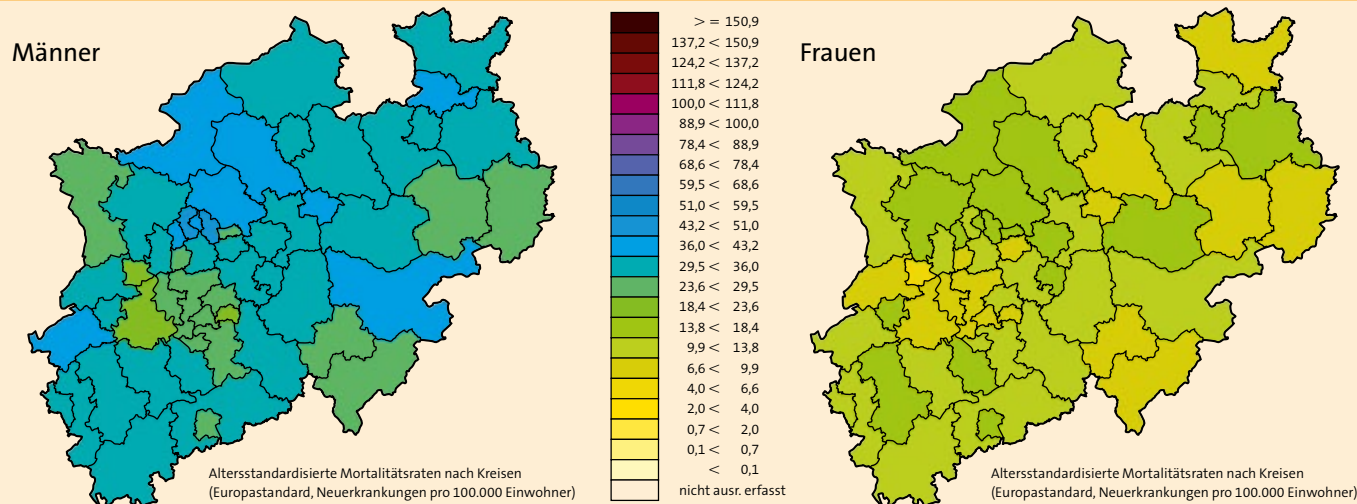 Männer
> = 150,9
137,2 < 150,9
124,2 < 137,2
111,8 < 124,2
100,0 < 111,8
88,9 < 100,0
78,4 < 88,9
68,6 < 78,4
59,5 < 68,6
51,0 < 59,5
43,2 < 51,0
36,0 < 43,2
29,5 < 36,0
23,6 < 29,5
18,4 < 23,6
13,8 < 18,4
9,9 < 13,8
6,6 < 9,9
4,0 < 6,6
2,0 < 4,0
0,7 < 2,0
0,1 < 0,7
< 0,1
nicht ausr. erfasst
Altersstandardisierte Mortalitätsraten nach Kreisen
(Europastandard, Neuerkrankungen pro 100.000 Einwohner)
Frauen
Altersstandardisierte Mortalitätsraten nach Kreisen
(Europastandard, Neuerkrankungen pro 100.000 Einwohner)